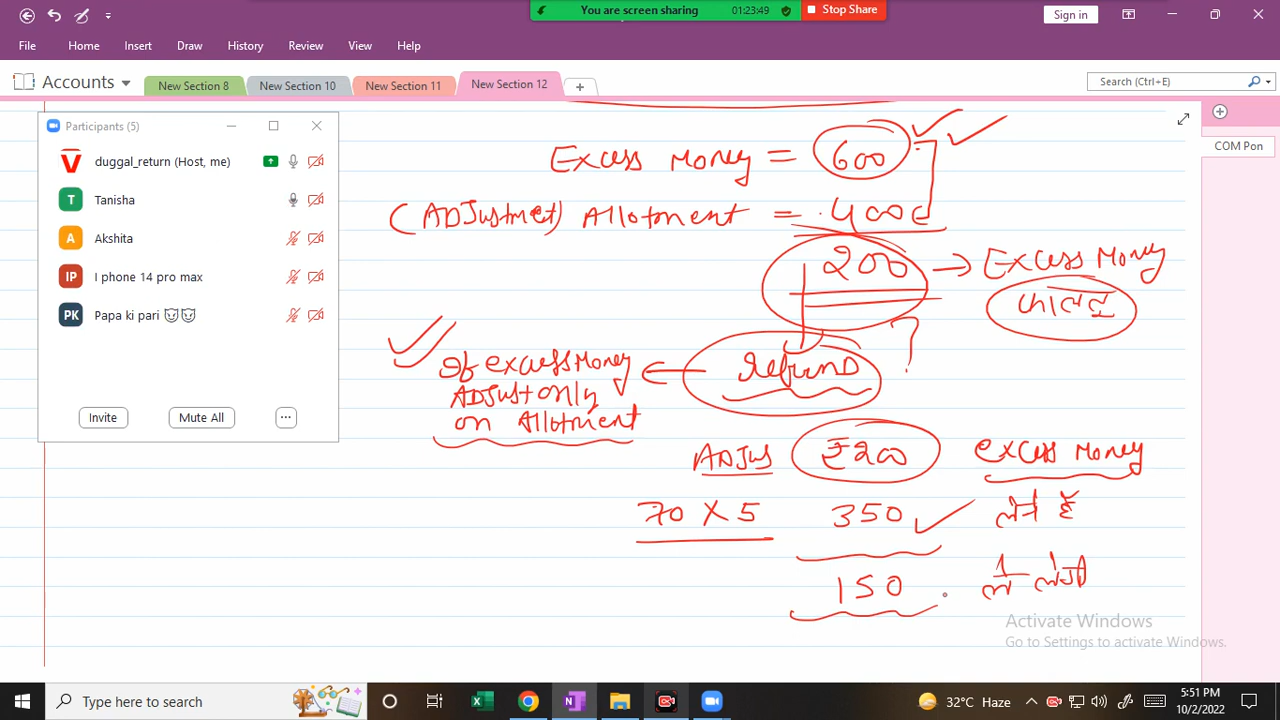 You are screen sharing 01:23:49 Stop Share
Sign in
File Home Insert Draw History Review View Help
Accounts New Section 8 New Section 10 New Section 11 New Section 12 +
Search (Ctrl+E)
COM Pon
Participants (5)
duggal_return (Host, me)
T Tanisha
A Akshita
IP I phone 14 pro max
PK Papa ki pari
Invite Mute All ...
Excess Money = 600
(ADJustmet) Allotment = 400
200 → Excess Money
refund ?
If excess Money
ADJust only
on Allotment
ADJUS ₹200 excess Money
70 X 5 350
150
Activate Windows
Go to Settings to activate Windows.
Type here to search
32°C Haze
5:51 PM
10/2/2022